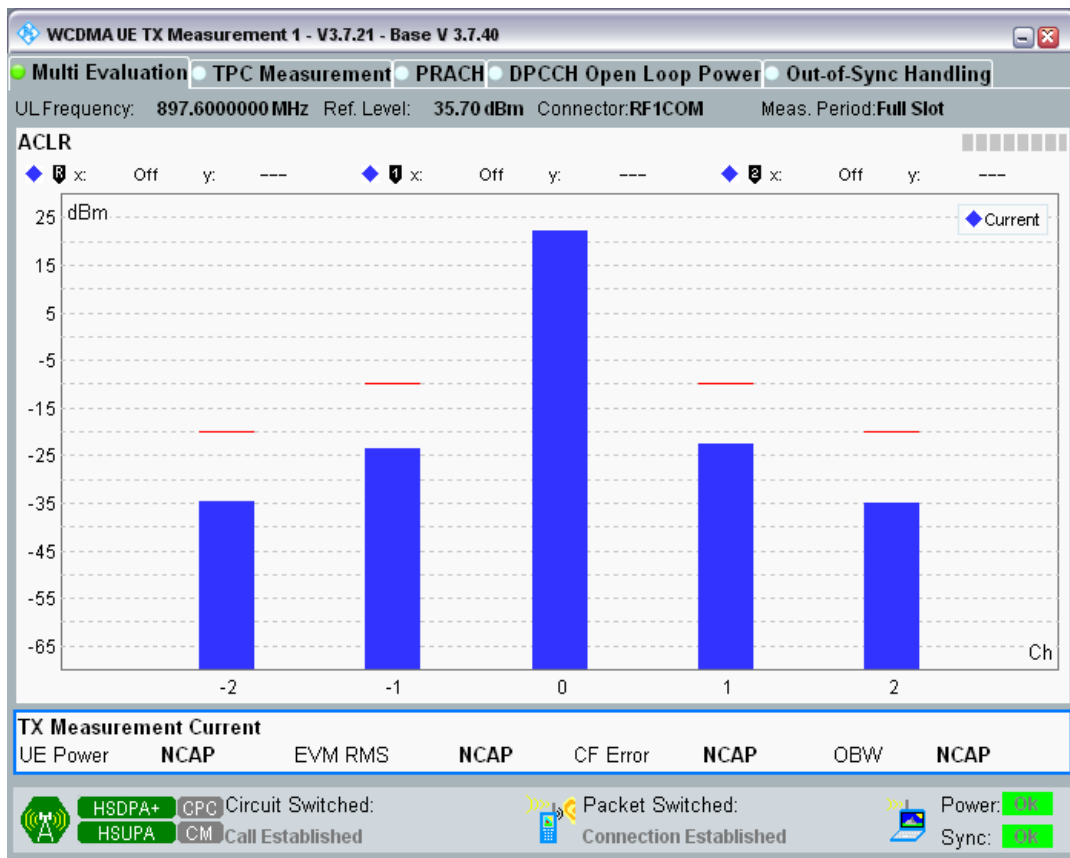 WCDMA UE TX Measurement 1 - V3.7.21 - Base V 3.7.40
Multi Evaluation TPC Measurement PRACH DPCCH Open Loop Power Out-of-Sync Handling
UL Frequency: 897.6000000 MHz Ref. Level: 35.70 dBm Connector:RF1COM Meas. Period:Full Slot
ACLR
R x: Off y: --- 1 x: Off y: --- 2 x: Off y: ---
dBm
Current
25
15
5
-5
-15
-25
-35
-45
-55
-65
Ch
-2 -1 0 1 2
TX Measurement Current
UE Power NCAP EVM RMS NCAP CF Error NCAP OBW NCAP
HSDPA+ CPC Circuit Switched: Packet Switched: Power: Ok
HSUPA CM Call Established Connection Established Sync: Ok